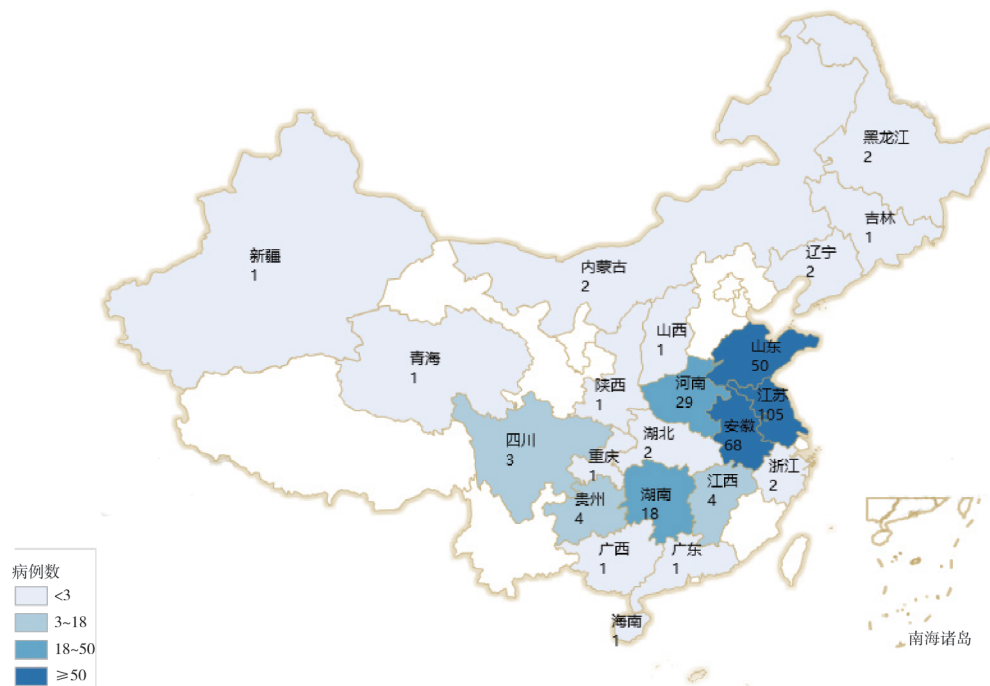 黑龙江
2
吉林
1
辽宁
2
新疆
1
内蒙古
2
山西
1
山东
50
青海
1
陕西
1
河南
29
江苏
105
安徽
68
四川
3
重庆
1
湖北
2
浙江
2
江西
4
贵州
4
湖南
18
广西
1
广东
1
海南
1
南海诸岛
病例数
<3
3~18
18~50
≥50